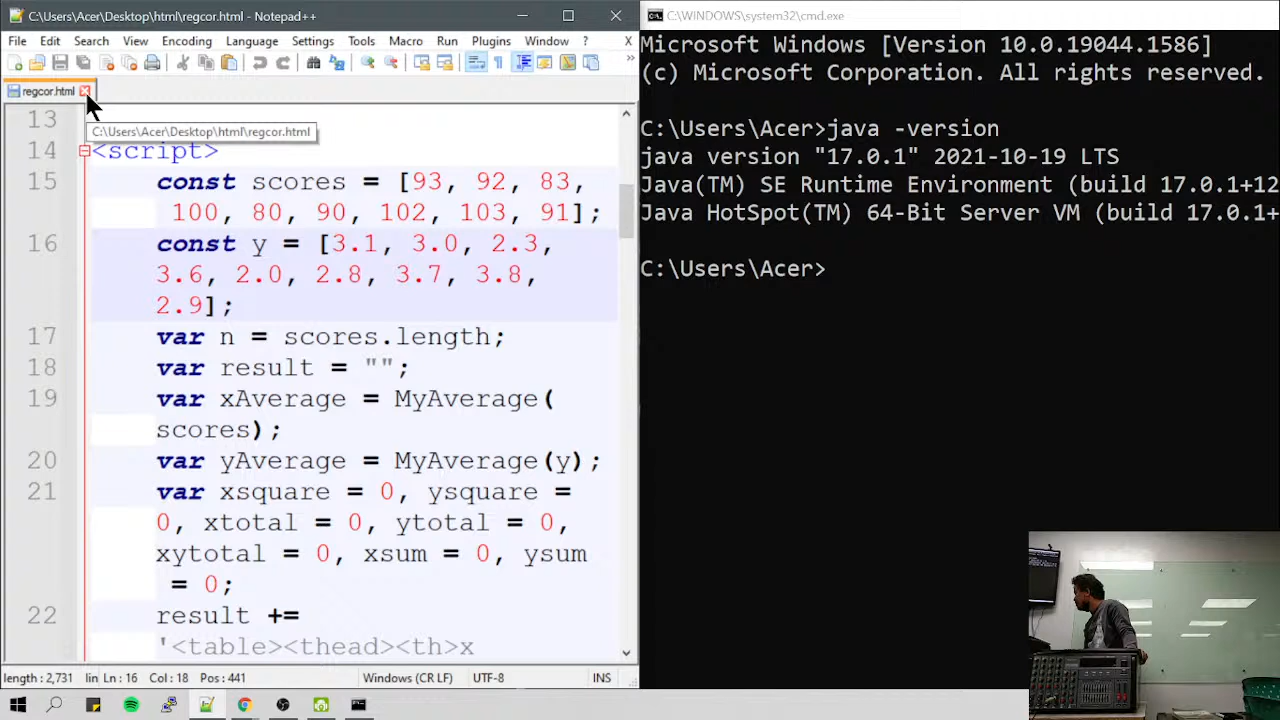 C:\Users\Acer\Desktop\html\regcor.html - Notepad++
File Edit Search View Encoding Language Settings Tools Macro Run Plugins Window ? X
regcor.html
C:\Users\Acer\Desktop\html\regcor.html
13
14 <script>
15 const scores = [93, 92, 83,
100, 80, 90, 102, 103, 91];
16 const y = [3.1, 3.0, 2.3,
3.6, 2.0, 2.8, 3.7, 3.8,
2.9];
17 var n = scores.length;
18 var result = "";
19 var xAverage = MyAverage(
scores);
20 var yAverage = MyAverage(y);
21 var xsquare = 0, ysquare =
0, xtotal = 0, ytotal = 0,
xytotal = 0, xsum = 0, ysum
= 0;
22 result +=
'<table><thead><th>x
length : 2,731 lin Ln : 16 Col : 18 Pos : 441 Windows (CR LF) UTF-8 INS
C:\WINDOWS\system32\cmd.exe
Microsoft Windows [Version 10.0.19044.1586]
(c) Microsoft Corporation. All rights reserved.
C:\Users\Acer>java -version
java version "17.0.1" 2021-10-19 LTS
Java(TM) SE Runtime Environment (build 17.0.1+12
Java HotSpot(TM) 64-Bit Server VM (build 17.0.1+
C:\Users\Acer>